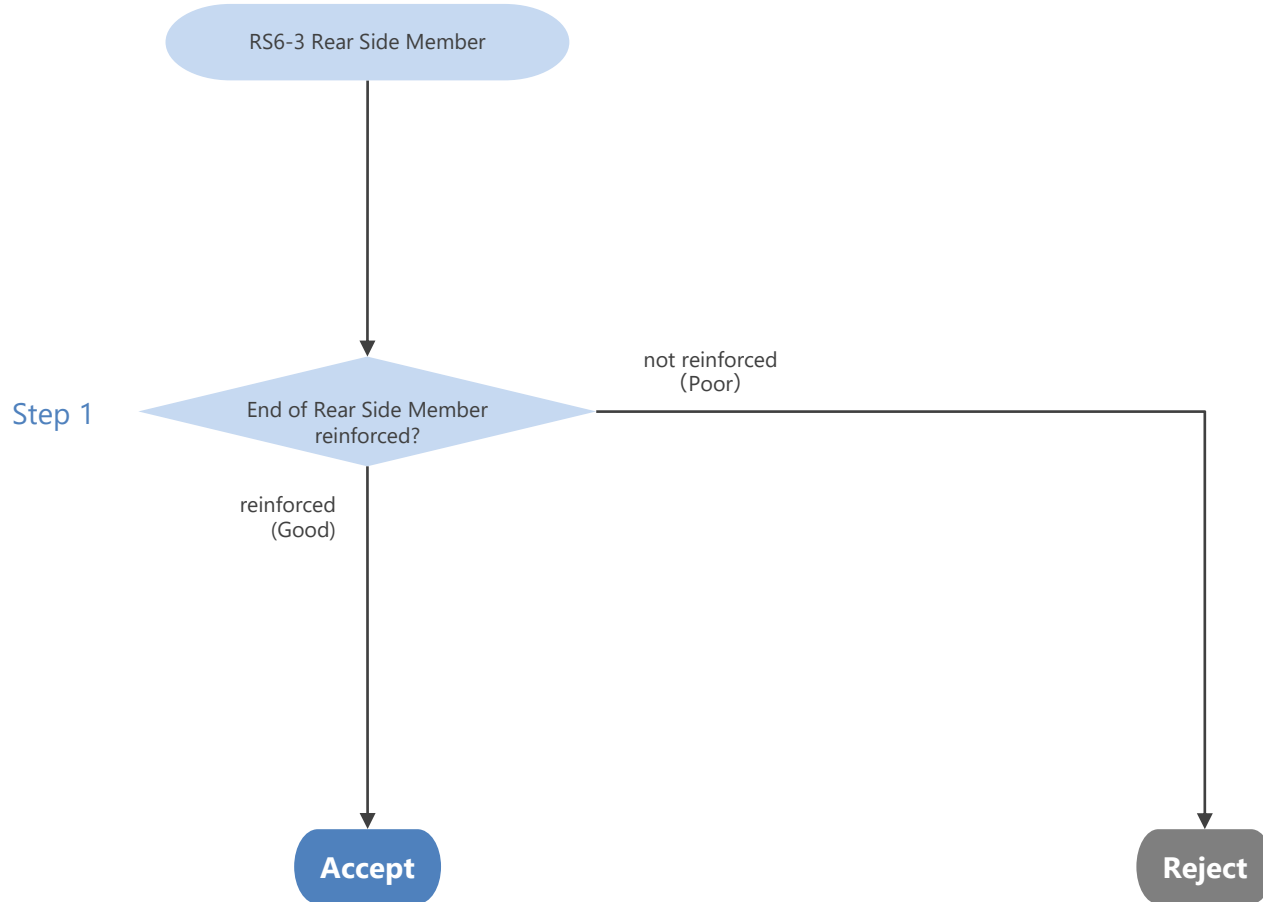 RS6-3 Rear Side Member
not reinforced
（Poor）
Step 1
End of Rear Side Member
reinforced?
reinforced
(Good)
Accept
Reject